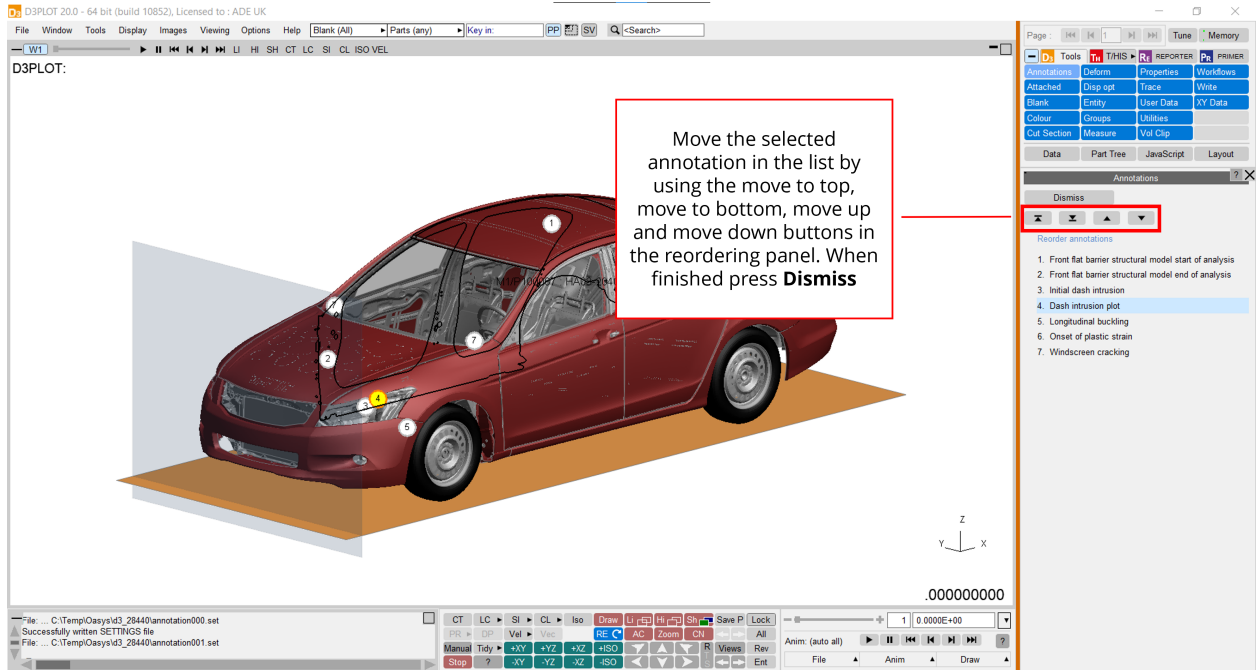 D3PLOT 20.0 - 64 bit (build 10852), Licensed to : ADE UK
File Window Tools Display Images Viewing Options Help Blank (All) Parts (any) Key in: PP SV <Search>
W1 LI HI SH CT LC SI CL ISO VEL
D3PLOT:
Page : 1 Tune Memory
D3 Tools TH T/HIS RE REPORTER PR PRIMER
Annotations Deform Properties Workflows
Attached Disp opt Trace Write
Blank Entity User Data XY Data
Colour Groups Utilities
Cut Section Measure Vol Clip
Data Part Tree JavaScript Layout
Annotations ? X
Dismiss
Reorder annotations
1. Front flat barrier structural model start of analysis
2. Front flat barrier structural model end of analysis
3. Initial dash intrusion
4. Dash intrusion plot
5. Longitudinal buckling
6. Onset of plastic strain
7. Windscreen cracking
Move the selected
annotation in the list by
using the move to top,
move to bottom, move up
and move down buttons in
the reordering panel. When
finished press Dismiss
1
7
7
2
4
3
5
Z
Y X
.000000000
File: ... C:\Temp\Oasys\d3_28440\annotation000.set
Successfully written SETTINGS file
File: ... C:\Temp\Oasys\d3_28440\annotation001.set
CT LC SI CL Iso Draw Li Hi Sh Save P Lock
PR DP Vel Vec RE AC Zoom CN All
Manual Tidy +XY +YZ +XZ +ISO R Views Rev
Stop ? -XY -YZ -XZ -ISO Ent
1 0.0000E+00
Anim: (auto all) ?
File Anim Draw